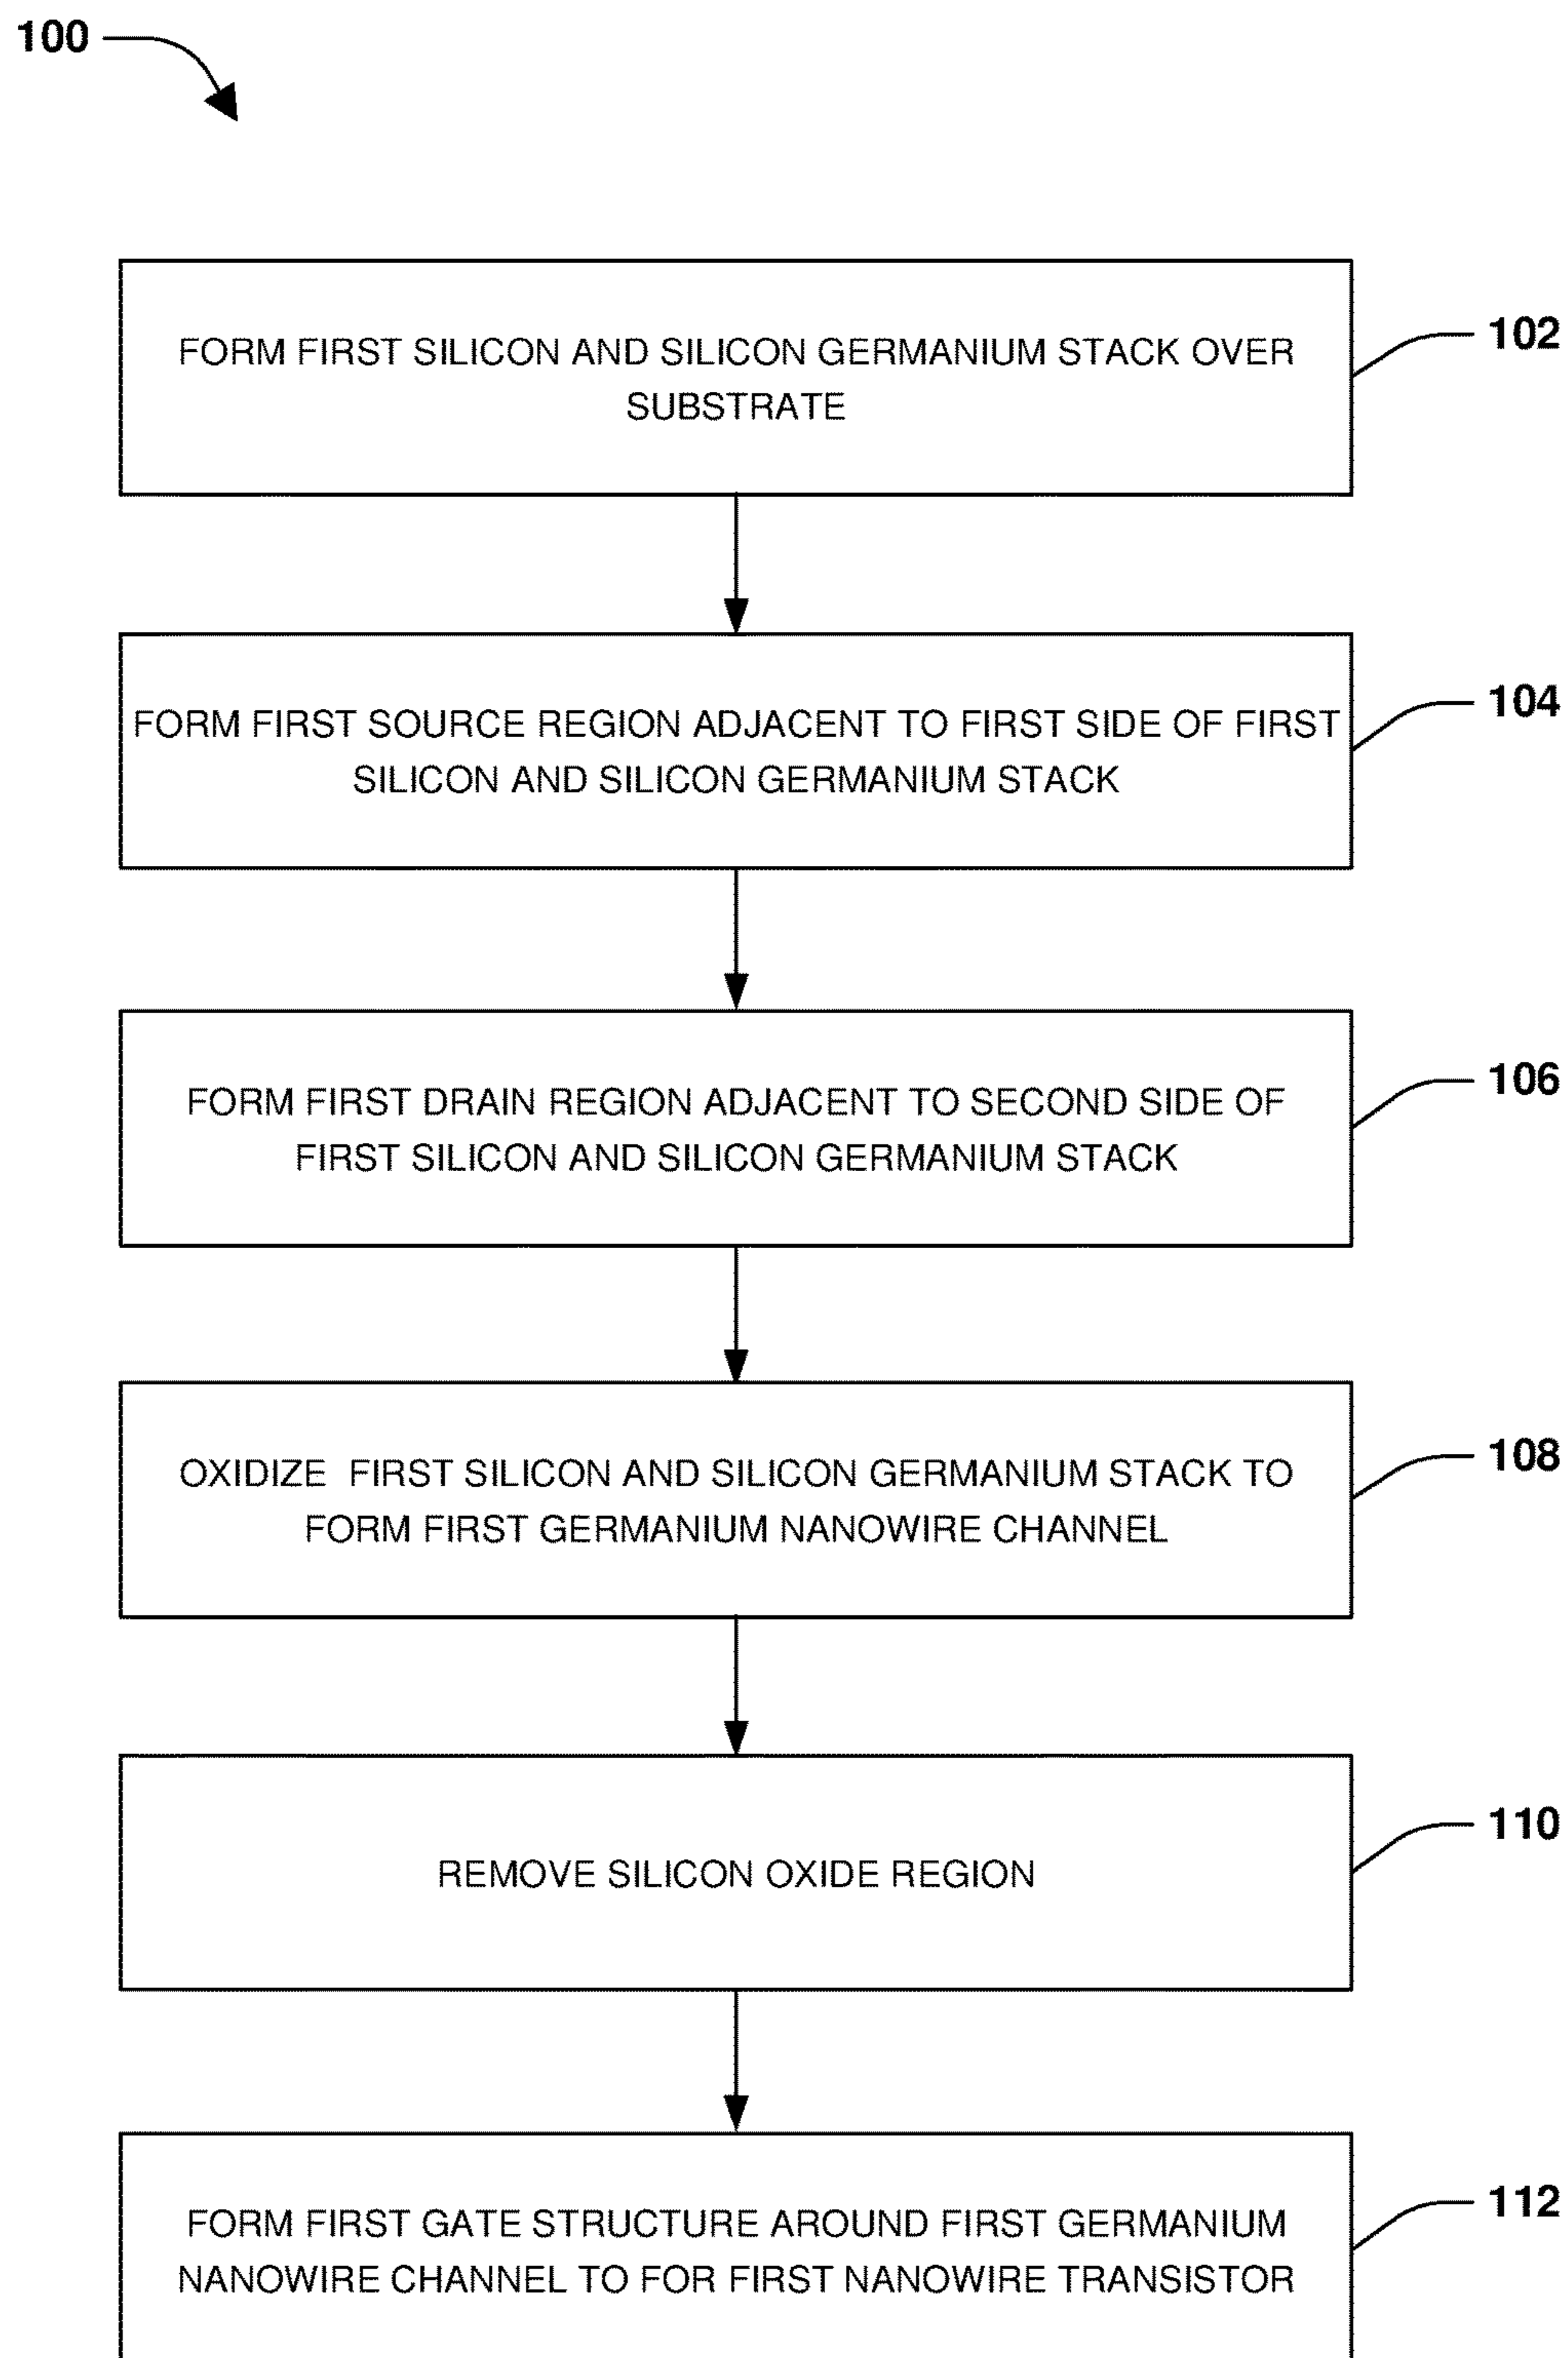 100
FORM FIRST SILICON AND SILICON GERMANIUM STACK OVER
SUBSTRATE
102
FORM FIRST SOURCE REGION ADJACENT TO FIRST SIDE OF FIRST
SILICON AND SILICON GERMANIUM STACK
104
FORM FIRST DRAIN REGION ADJACENT TO SECOND SIDE OF
FIRST SILICON AND SILICON GERMANIUM STACK
106
OXIDIZE  FIRST SILICON AND SILICON GERMANIUM STACK TO
FORM FIRST GERMANIUM NANOWIRE CHANNEL
108
REMOVE SILICON OXIDE REGION
110
FORM FIRST GATE STRUCTURE AROUND FIRST GERMANIUM
NANOWIRE CHANNEL TO FOR FIRST NANOWIRE TRANSISTOR
112